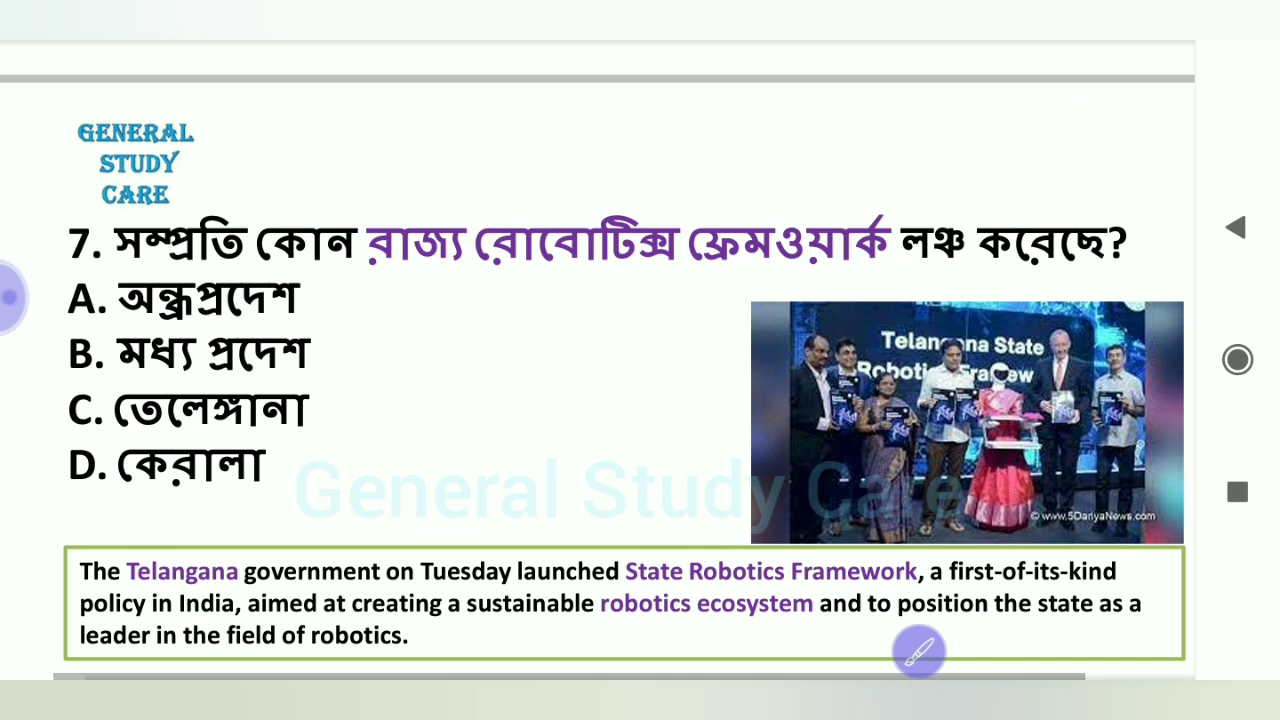 GENERAL
STUDY
CARE
7. সম্প্রতি কোন রাজ্য রোবোটিক্স ফ্রেমওয়ার্ক লঞ্চ করেছে?
A. অন্ধ্রপ্রদেশ
B. মধ্য প্রদেশ
C. তেলেঙ্গানা
D. কেরালা
Telangana State
Robotic Framew
© www.5DariyaNews.com
General Study Care
The Telangana government on Tuesday launched State Robotics Framework, a first-of-its-kind
policy in India, aimed at creating a sustainable robotics ecosystem and to position the state as a
leader in the field of robotics.